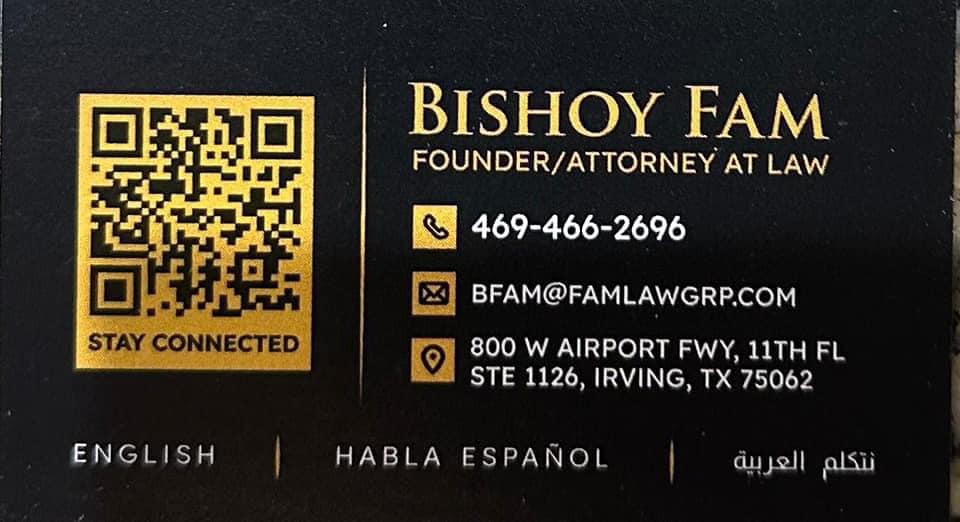 BISHOY FAM
FOUNDER/ATTORNEY AT LAW
469-466-2696
BFAM@FAMLAWGRP.COM
800 W AIRPORT FWY, 11TH FL
STE 1126, IRVING, TX 75062
STAY CONNECTED
ENGLISH | HABLA ESPAÑOL | نتكلم العربية